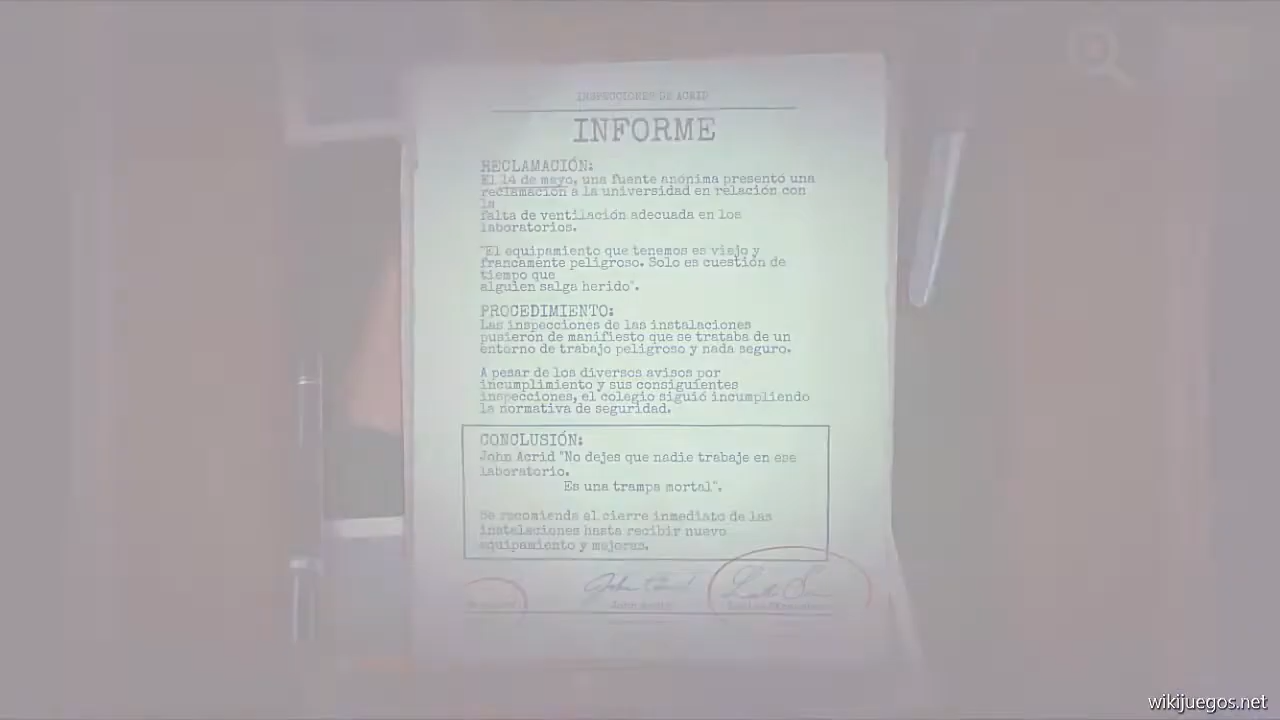 INSPECCIONES DE ACRID
INFORME
RECLAMACIÓN:
El 14 de mayo, una fuente anónima presentó una
reclamación a la universidad en relación con
la
falta de ventilación adecuada en los
laboratorios.
"El equipamiento que tenemos es viejo y
francamente peligroso. Solo es cuestión de
tiempo que
alguien salga herido".
PROCEDIMIENTO:
Las inspecciones de las instalaciones
pusieron de manifiesto que se trataba de un
entorno de trabajo peligroso y nada seguro.
A pesar de los diversos avisos por
incumplimiento y sus consiguientes
inspecciones, el colegio siguió incumpliendo
la normativa de seguridad.
CONCLUSIÓN:
John Acrid "No dejes que nadie trabaje en ese
laboratorio.
Es una trampa mortal".
Se recomienda el cierre inmediato de las
instalaciones hasta recibir nuevo
equipamiento y mejoras.
John Acrid
wikijuegos.net